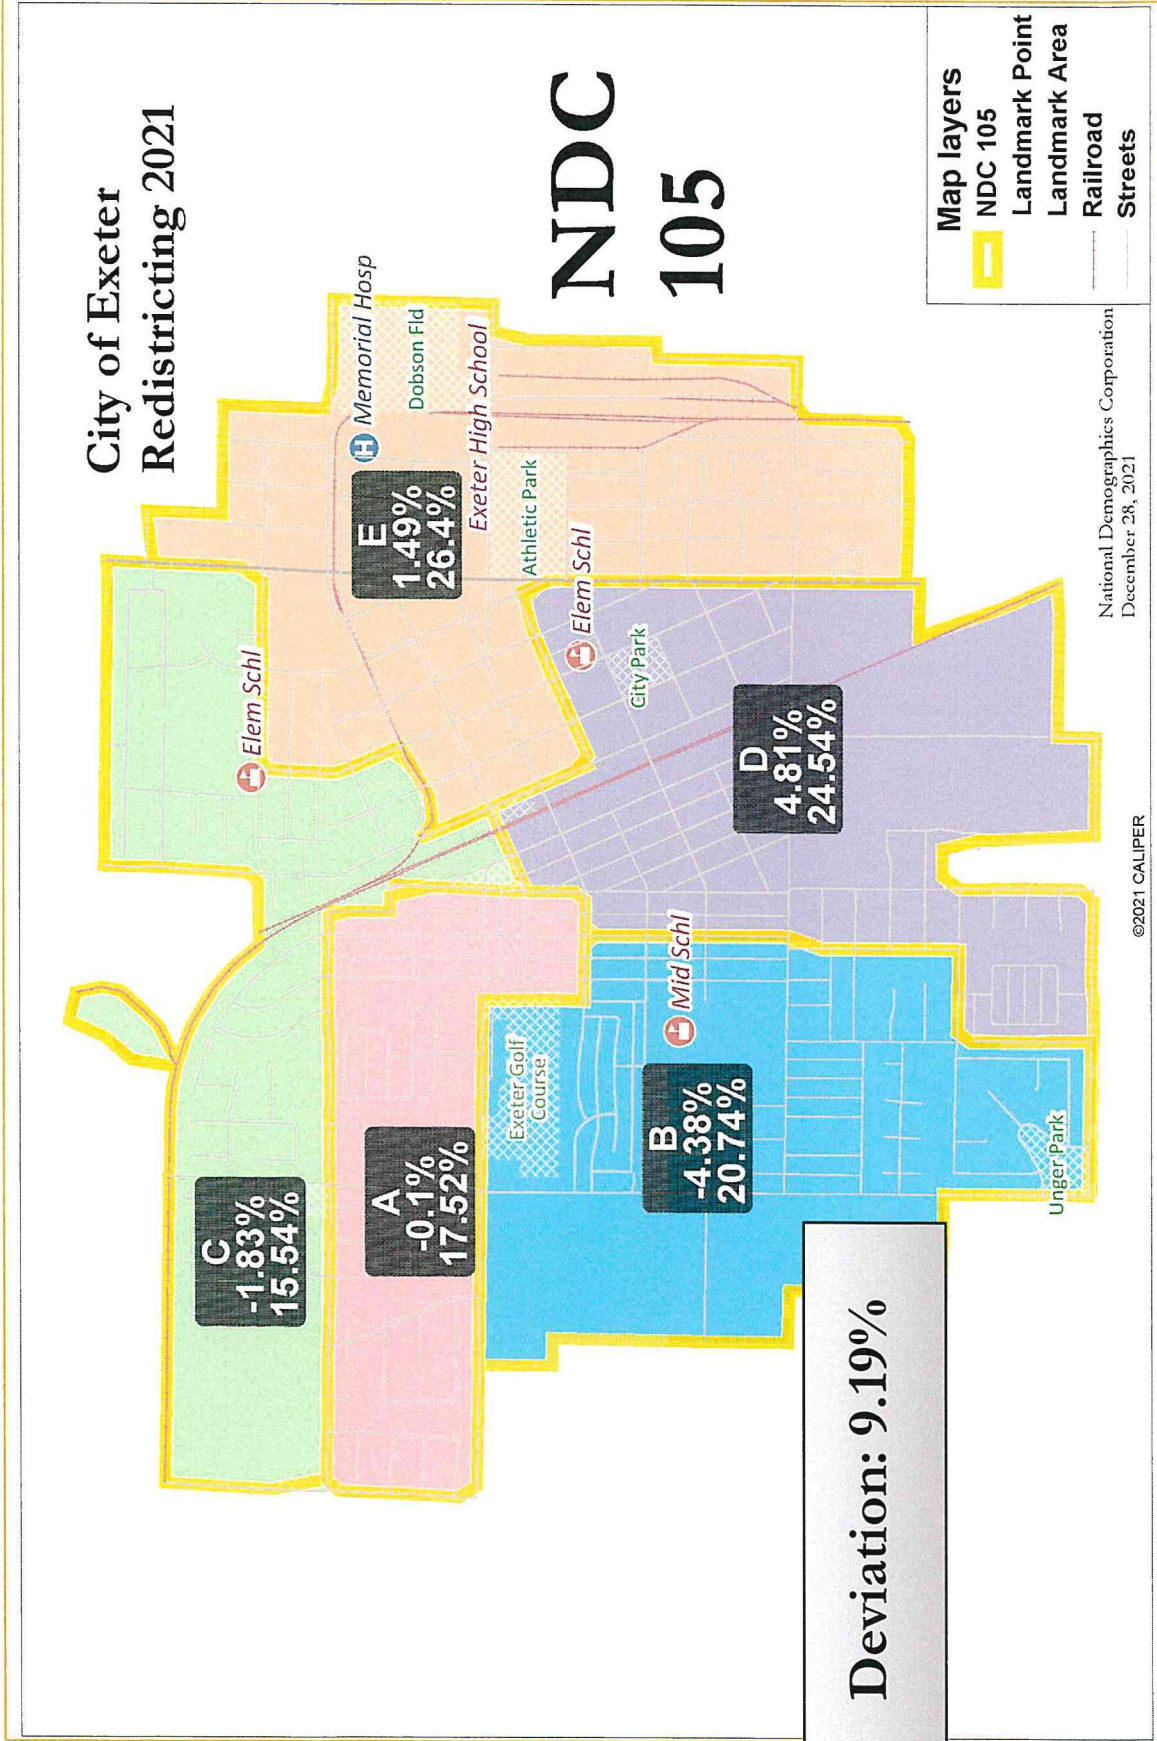 City of Exeter
Redistricting 2021
NDC
105
C
-1.83%
15.54%
A
-0.1%
17.52%
B
-4.38%
20.74%
D
4.81%
24.54%
E
1.49%
26.4%
Elem Schl
Memorial Hosp
Dobson Fld
Exeter High School
Athletic Park
Elem Schl
City Park
Mid Schl
Exeter Golf
Course
Unger Park
Deviation: 9.19%
Map layers
NDC 105
Landmark Point
Landmark Area
Railroad
Streets
National Demographics Corporation
December 28, 2021
©2021 CALIPER